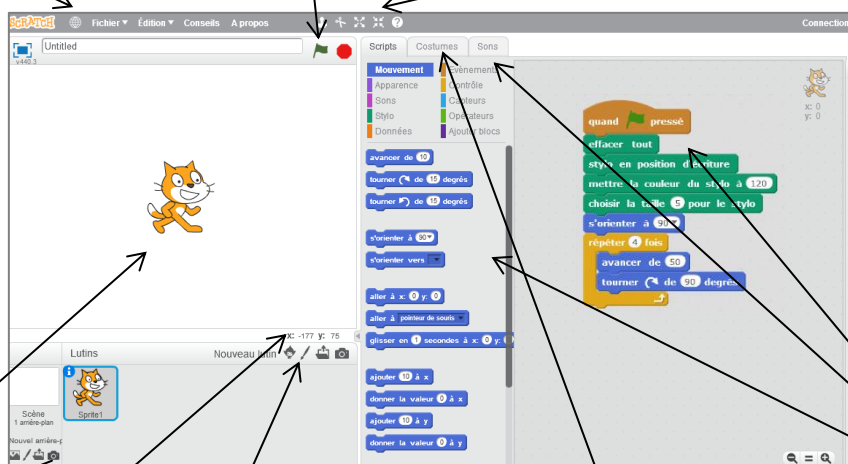 SCRATCH Fichier▼ Édition▼ Conseils A propos Connection
v440.3
Untitled
x: -177 y: 75
Lutins Nouveau lutin
Scène
1 arrière-plan
Sprite1
Nouvel arrière-p
Scripts Costumes Sons
Mouvement Evènements
Apparence Contrôle
Sons Capteurs
Stylo Opérateurs
Données Ajouter blocs
avancer de 10
tourner ↻ de 15 degrés
tourner ↺ de 15 degrés
s'orienter à 90▼
s'orienter vers ▼
aller à x: 0 y: 0
aller à pointeur de souris ▼
glisser en 1 secondes à x: 0 y: 0
ajouter 10 à x
donner la valeur 0 à x
ajouter 10 à y
donner la valeur 0 à y
x: 0
y: 0
quand pressé
effacer tout
stylo en position d'écriture
mettre la couleur du stylo à 120
choisir la taille 5 pour le stylo
s'orienter à 90▼
répéter 4 fois
avancer de 50
tourner ↻ de 90 degrés